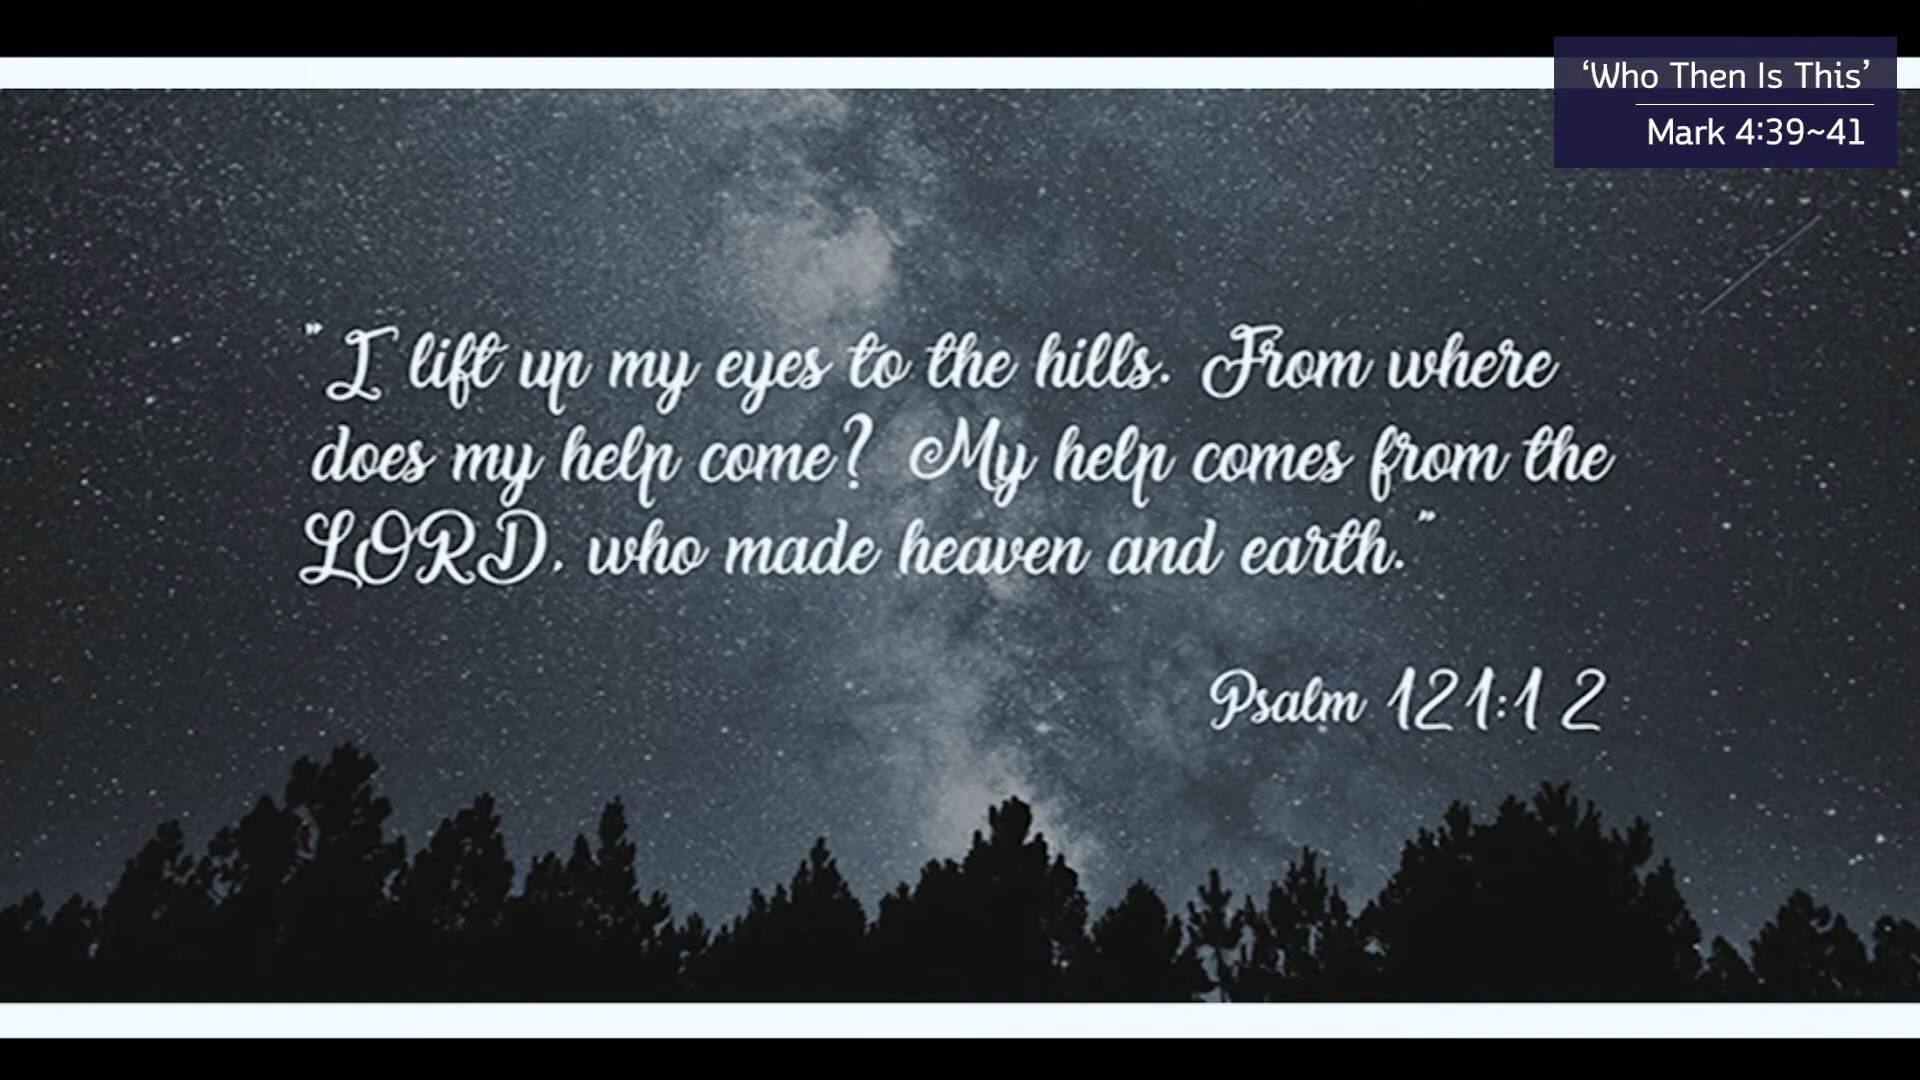 ‘Who Then Is This’
Mark 4:39~41
"I lift up my eyes to the hills. From where
does my help come? My help comes from the
LORD, who made heaven and earth."
Psalm 121:1 2